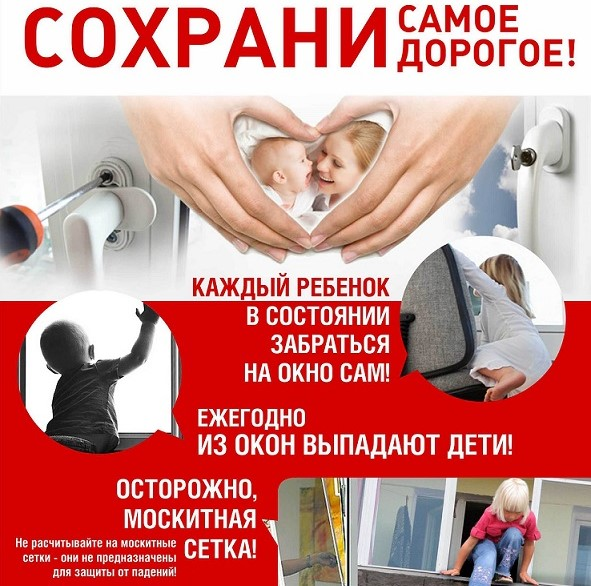 СОХРАНИ
САМОЕ
ДОРОГОЕ!
КАЖДЫЙ РЕБЕНОК
В СОСТОЯНИИ
ЗАБРАТЬСЯ
НА ОКНО САМ!
ЕЖЕГОДНО
ИЗ ОКОН ВЫПАДАЮТ ДЕТИ!
ОСТОРОЖНО,
МОСКИТНАЯ
СЕТКА!
Не расчитывайте на москитные
сетки - они не предназначены
для защиты от падений!